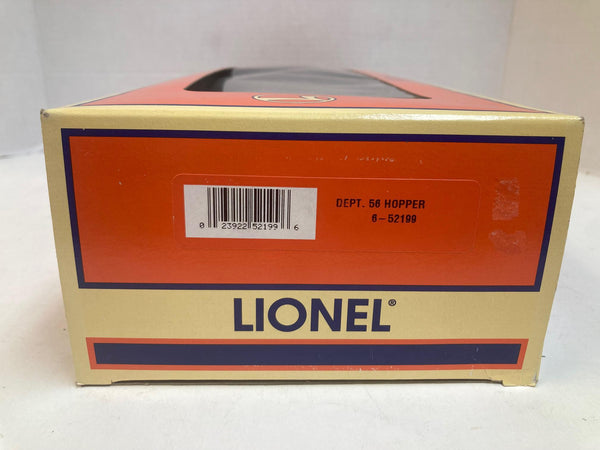 DEPT. 56 HOPPER
6-52199
0 23922 52199 6
LIONEL®